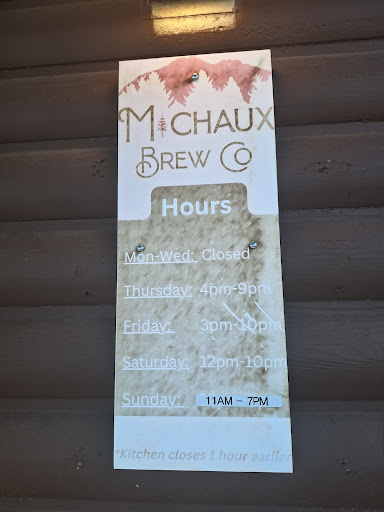 MICHAUX
BREW CO
Hours
Mon-Wed: Closed
Thursday: 4pm-9pm
Friday: 3pm-10pm
Saturday: 12pm-10pm
Sunday: 11AM - 7PM
*Kitchen closes 1 hour earlier